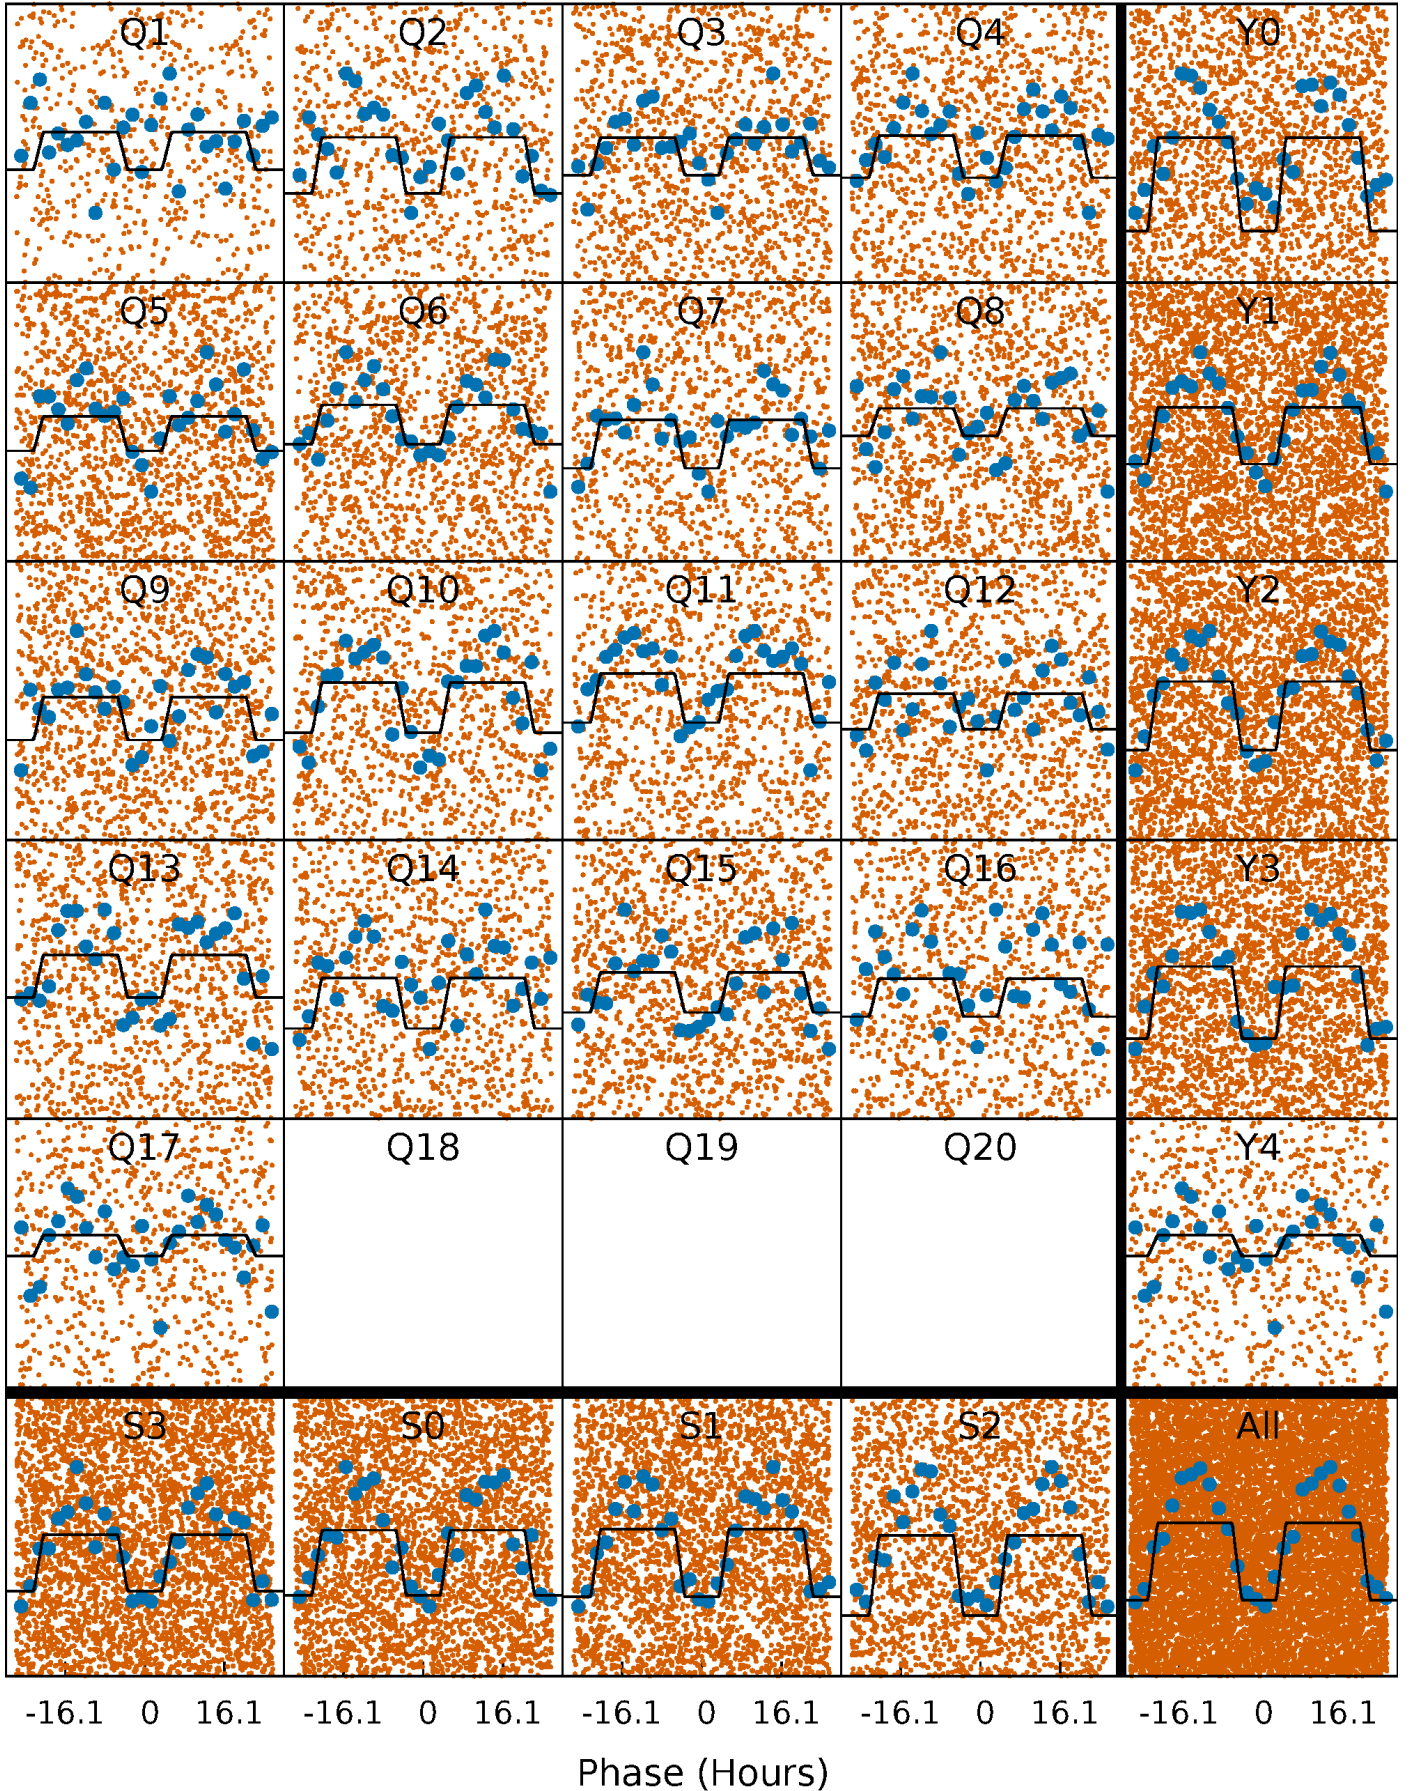 Q1 Q2 Q3 Q4 Y0
Q5 Q6 Q7 Q8 Y1
Q9 Q10 Q11 Q12 Y2
Q13 Q14 Q15 Q16 Y3
Q17 Q18 Q19 Q20 Y4
S3 S0 S1 S2 All
-16.1 0 16.1 -16.1 0 16.1 -16.1 0 16.1 -16.1 0 16.1 -16.1 0 16.1
Phase (Hours)